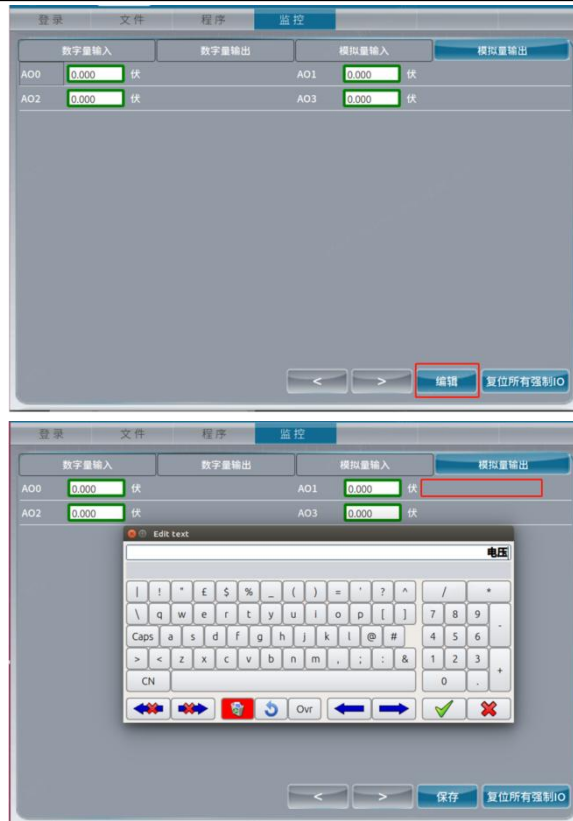 登录 文件 程序 监控
数字量输入 数字量输出 模拟量输入 模拟量输出
AO0 0.000 伏 AO1 0.000 伏
AO2 0.000 伏 AO3 0.000 伏
< > 编辑 复位所有强制IO
登录 文件 程序 监控
数字量输入 数字量输出 模拟量输入 模拟量输出
AO0 0.000 伏 AO1 0.000 伏
AO2 0.000 伏 AO3 0.000 伏
Edit text
电压
| ! " £ $ % _ ( ) = ' ? ^ / *
\ q w e r t y u i o p [ ] 7 8 9 -
Caps a s d f g h j k l @ # 4 5 6
> < z x c v b n m , ; : & 1 2 3 +
CN 0 .
Ovr
< > 保存 复位所有强制IO